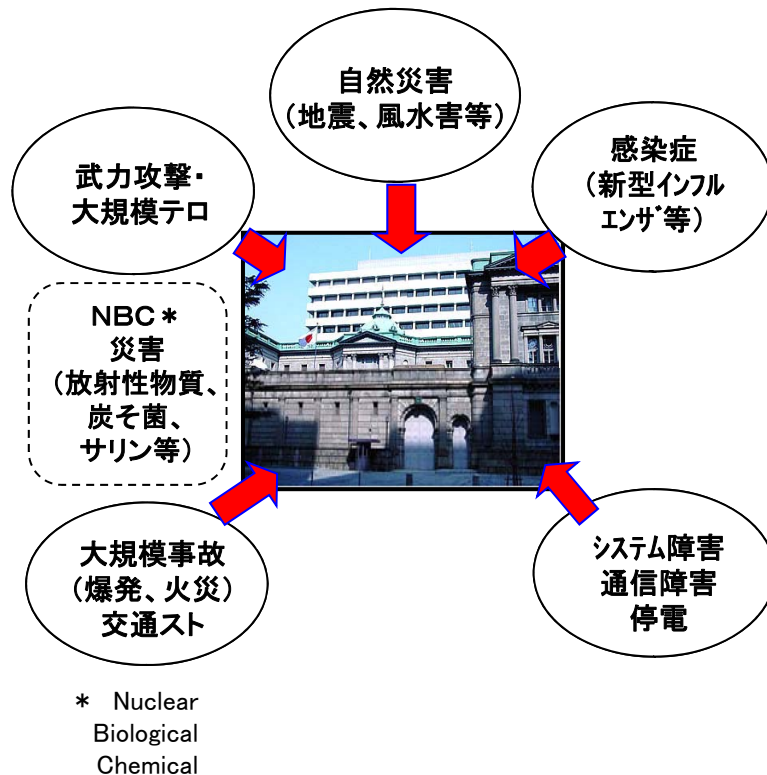 自然災害
(地震、風水害等)
武力攻撃・
大規模テロ
感染症
(新型インフル
エンザ等)
NBC*
災害
(放射性物質、
炭そ菌、
サリン等)
大規模事故
(爆発、火災)
交通スト
システム障害
通信障害
停電
* Nuclear
Biological
Chemical